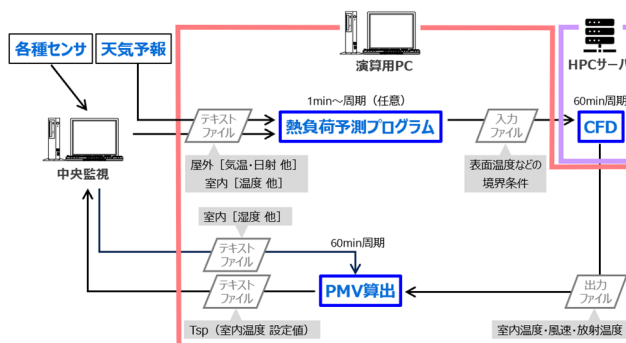 各種センサ
天気予報
演算用PC
HPCサーバ
1min～周期（任意）
60min周期
テキスト
ファイル
熱負荷予測プログラム
入力
ファイル
CFD
中央監視
屋外［気温・日射 他］
室内［温度 他］
表面温度などの
境界条件
室内［湿度 他］
テキスト
ファイル
60min周期
テキスト
ファイル
PMV算出
出力
ファイル
Tsp（室内温度 設定値）
室内温度・風速・放射温度